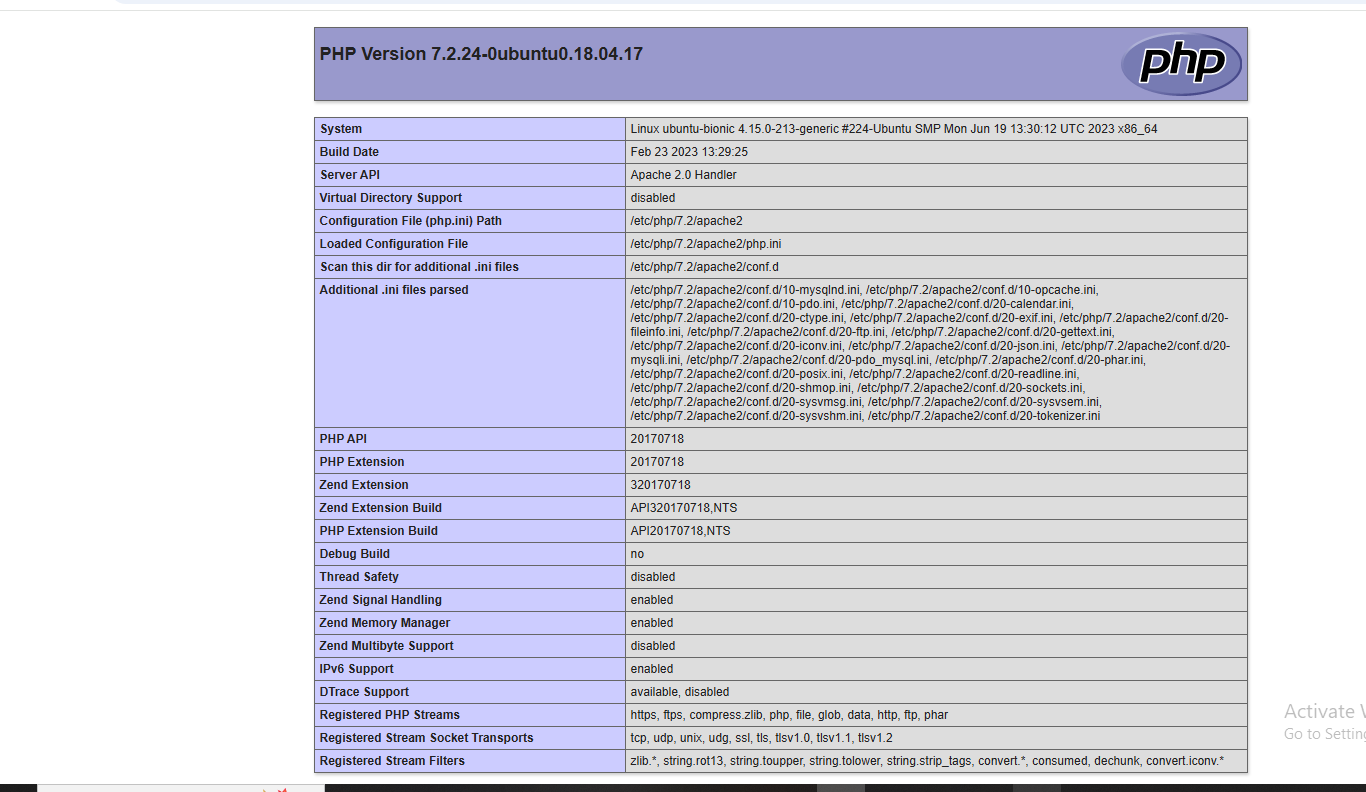 PHP Version 7.2.24-0ubuntu0.18.04.17
php
System Linux ubuntu-bionic 4.15.0-213-generic #224-Ubuntu SMP Mon Jun 19 13:30:12 UTC 2023 x86_64
Build Date Feb 23 2023 13:29:25
Server API Apache 2.0 Handler
Virtual Directory Support disabled
Configuration File (php.ini) Path /etc/php/7.2/apache2
Loaded Configuration File /etc/php/7.2/apache2/php.ini
Scan this dir for additional .ini files /etc/php/7.2/apache2/conf.d
Additional .ini files parsed /etc/php/7.2/apache2/conf.d/10-mysqlnd.ini, /etc/php/7.2/apache2/conf.d/10-opcache.ini,
/etc/php/7.2/apache2/conf.d/10-pdo.ini, /etc/php/7.2/apache2/conf.d/20-calendar.ini,
/etc/php/7.2/apache2/conf.d/20-ctype.ini, /etc/php/7.2/apache2/conf.d/20-exif.ini, /etc/php/7.2/apache2/conf.d/20-
fileinfo.ini, /etc/php/7.2/apache2/conf.d/20-ftp.ini, /etc/php/7.2/apache2/conf.d/20-gettext.ini,
/etc/php/7.2/apache2/conf.d/20-iconv.ini, /etc/php/7.2/apache2/conf.d/20-json.ini, /etc/php/7.2/apache2/conf.d/20-
mysqli.ini, /etc/php/7.2/apache2/conf.d/20-pdo_mysql.ini, /etc/php/7.2/apache2/conf.d/20-phar.ini,
/etc/php/7.2/apache2/conf.d/20-posix.ini, /etc/php/7.2/apache2/conf.d/20-readline.ini,
/etc/php/7.2/apache2/conf.d/20-shmop.ini, /etc/php/7.2/apache2/conf.d/20-sockets.ini,
/etc/php/7.2/apache2/conf.d/20-sysvmsg.ini, /etc/php/7.2/apache2/conf.d/20-sysvsem.ini,
/etc/php/7.2/apache2/conf.d/20-sysvshm.ini, /etc/php/7.2/apache2/conf.d/20-tokenizer.ini
PHP API 20170718
PHP Extension 20170718
Zend Extension 320170718
Zend Extension Build API320170718,NTS
PHP Extension Build API20170718,NTS
Debug Build no
Thread Safety disabled
Zend Signal Handling enabled
Zend Memory Manager enabled
Zend Multibyte Support disabled
IPv6 Support enabled
DTrace Support available, disabled
Registered PHP Streams https, ftps, compress.zlib, php, file, glob, data, http, ftp, phar
Registered Stream Socket Transports tcp, udp, unix, udg, ssl, tls, tlsv1.0, tlsv1.1, tlsv1.2
Registered Stream Filters zlib.*, string.rot13, string.toupper, string.tolower, string.strip_tags, convert.*, consumed, dechunk, convert.iconv.*
Activate
Go to Setting